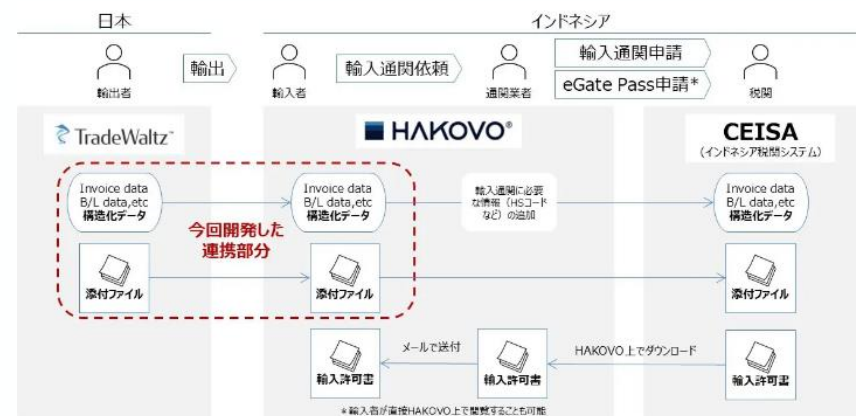 日本
インドネシア
輸出者
輸出
輸入者
輸入通関依頼
通関業者
輸入通関申請
eGate Pass申請*
税関
TradeWaltz™
HAKOVO®
CEISA
(インドネシア税関システム)
Invoice data
B/L data,etc
構造化データ
今回開発した
連携部分
Invoice data
B/L data,etc
構造化データ
輸入通関に必要
な情報（HSコード
など）の追加
Invoice data
B/L data,etc
構造化データ
添付ファイル
添付ファイル
添付ファイル
輸入許可書
メールで送付
輸入許可書
HAKOVO上でダウンロード
輸入許可書
*輸入者が直接HAKOVO上で閲覧することも可能